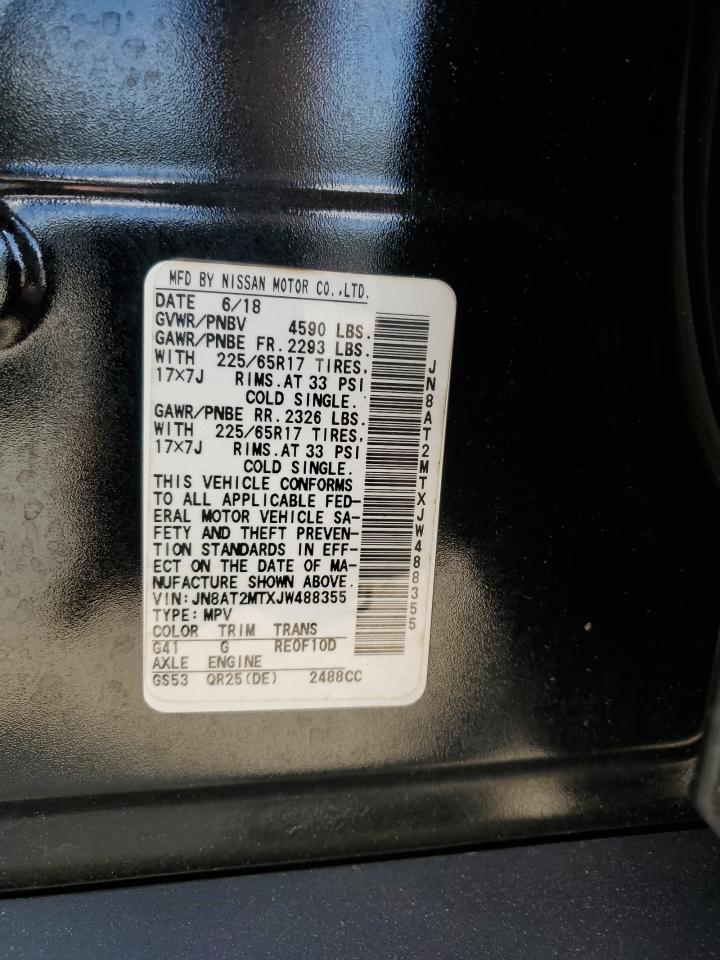 MFD BY NISSAN MOTOR CO.,LTD.
DATE 6/18
GVWR/PNBV 4590 LBS.
GAWR/PNBE FR. 2293 LBS.
WITH 225/65R17 TIRES,
17×7J RIMS.AT 33 PSI
COLD SINGLE.
GAWR/PNBE RR. 2326 LBS.
WITH 225/65R17 TIRES,
17×7J RIMS.AT 33 PSI
COLD SINGLE.
THIS VEHICLE CONFORMS
TO ALL APPLICABLE FED-
ERAL MOTOR VEHICLE SA-
FETY AND THEFT PREVEN-
TION STANDARDS IN EFF-
ECT ON THE DATE OF MA-
NUFACTURE SHOWN ABOVE.
VIN:JN8AT2MTXJW488355
TYPE:MPV
COLOR TRIM TRANS
G41 G RE0F10D
AXLE ENGINE
GS53 QR25(DE) 2488CC
JN8AT2MTXJW488355